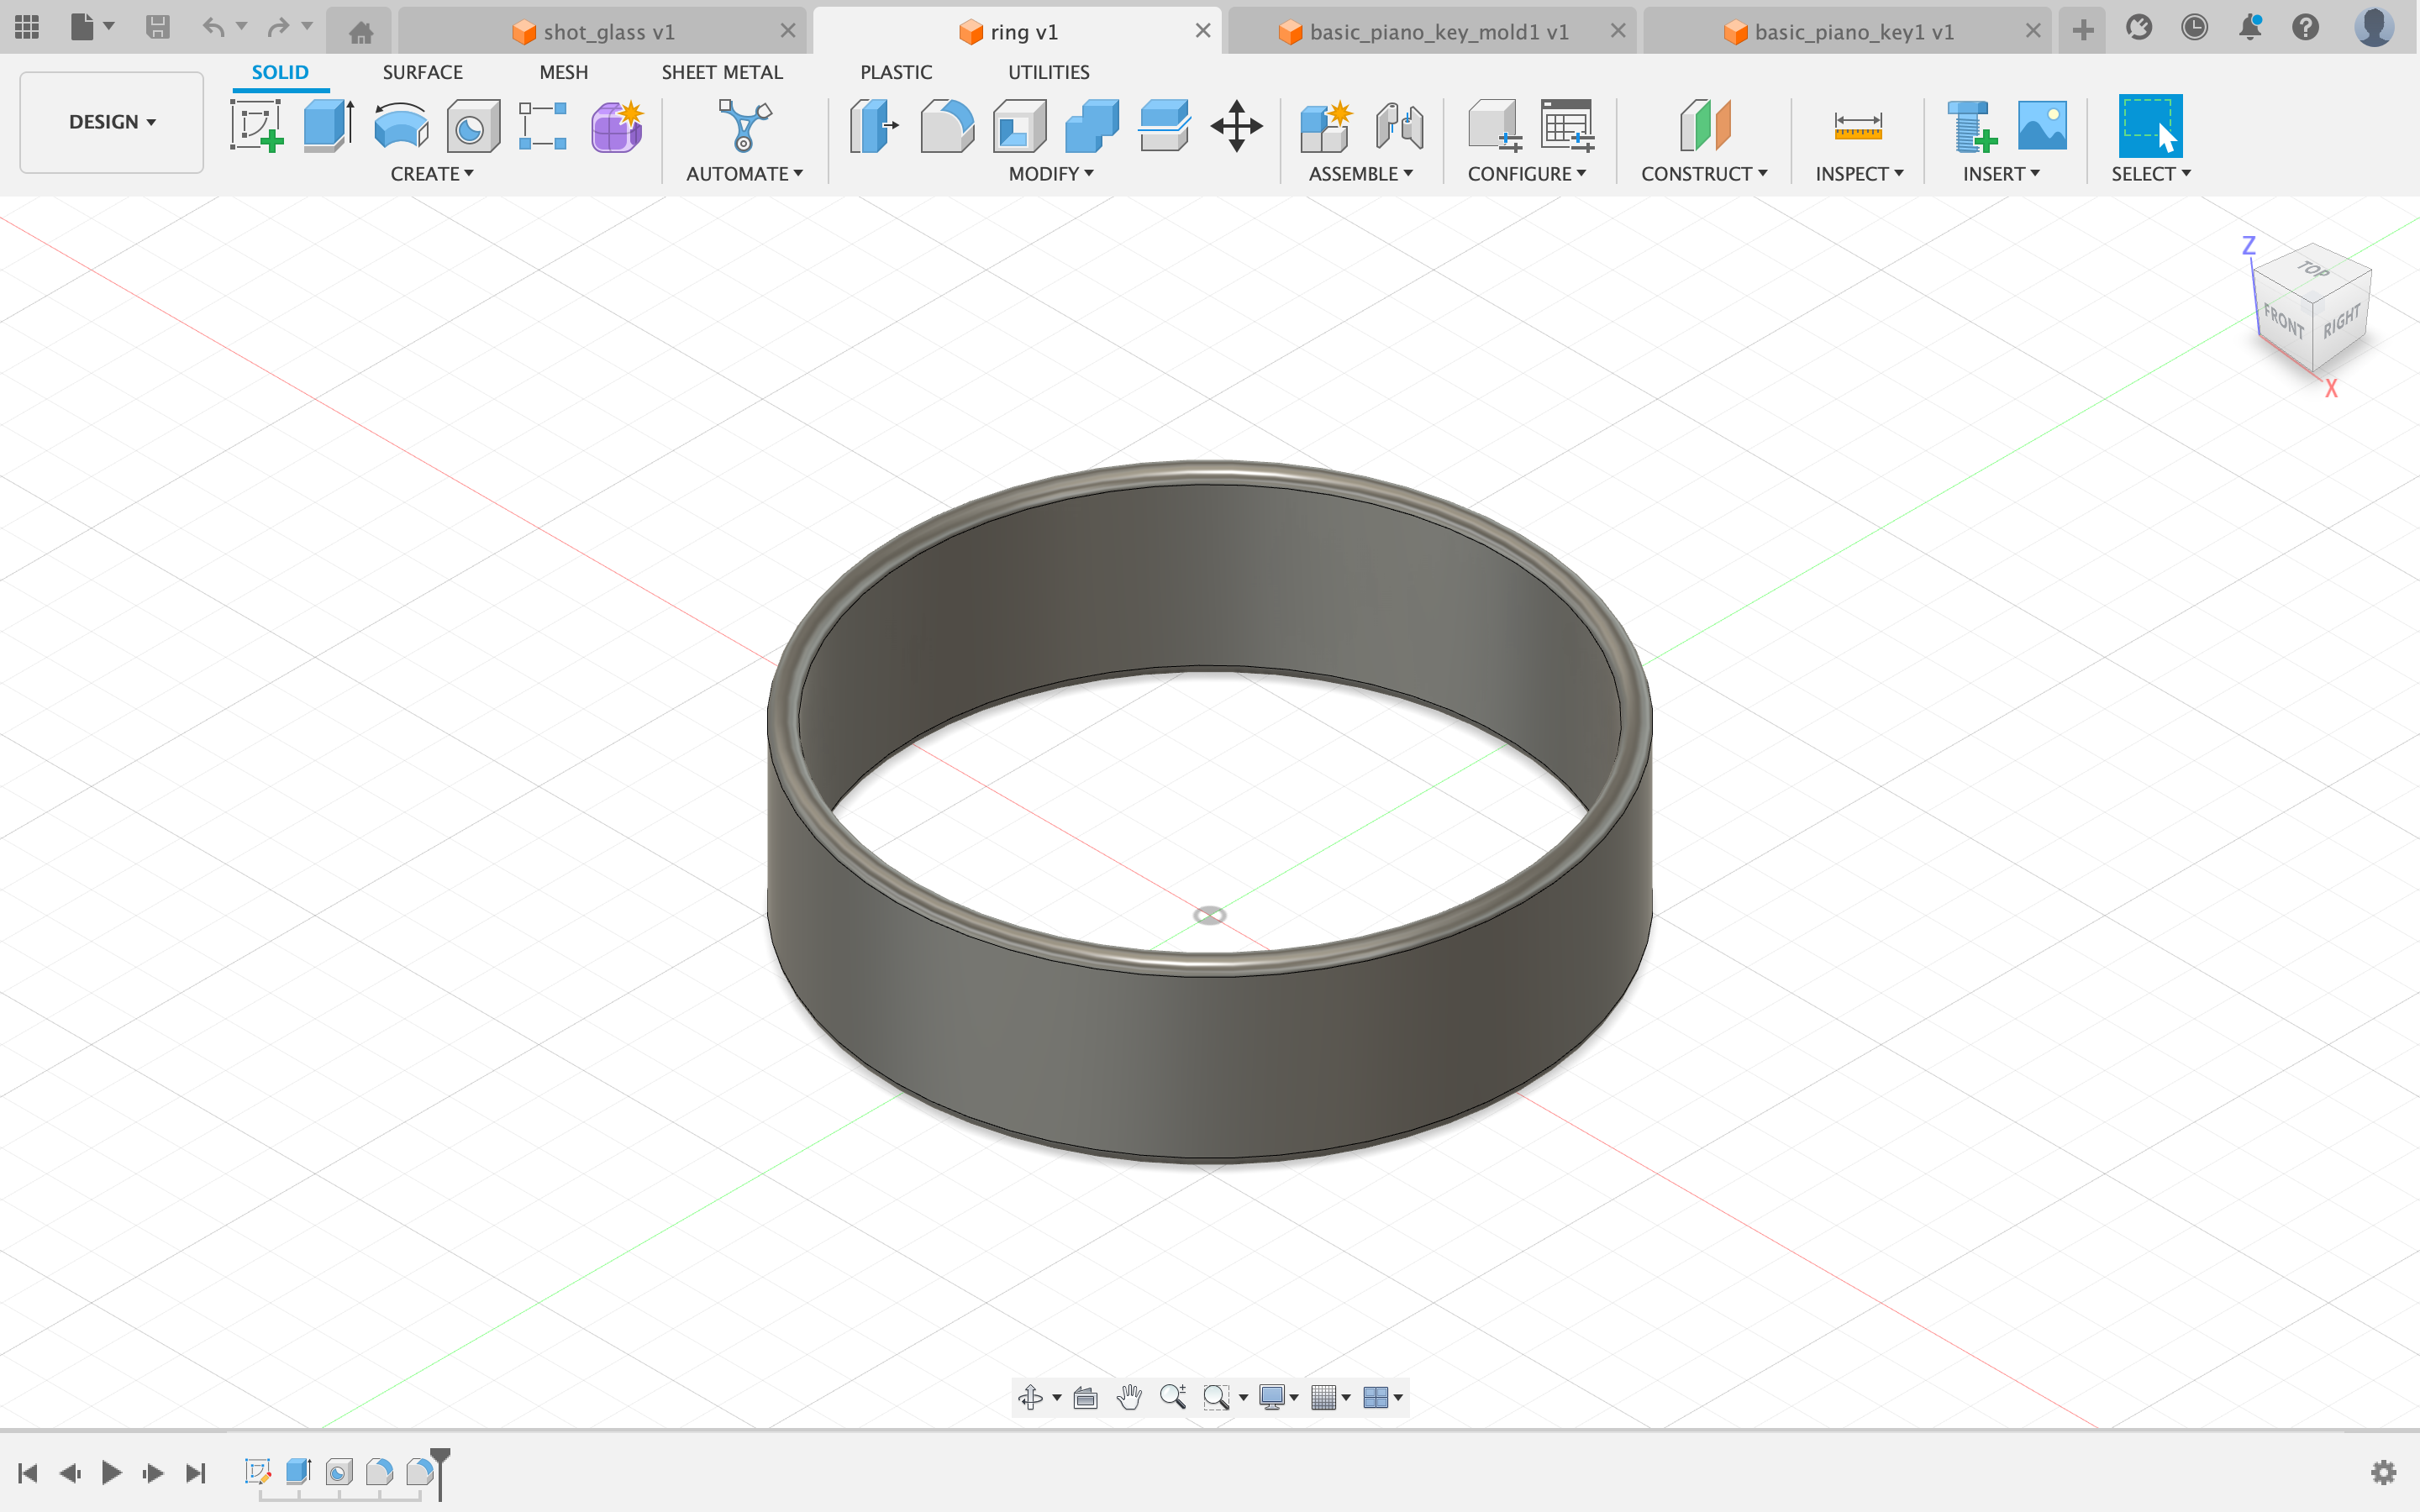 shot_glass v1
ring v1
basic_piano_key_mold1 v1
basic_piano_key1 v1
SOLID
SURFACE
MESH
SHEET METAL
PLASTIC
UTILITIES
DESIGN
CREATE
AUTOMATE
MODIFY
ASSEMBLE
CONFIGURE
CONSTRUCT
INSPECT
INSERT
SELECT
Z
TOP
FRONT
RIGHT
X